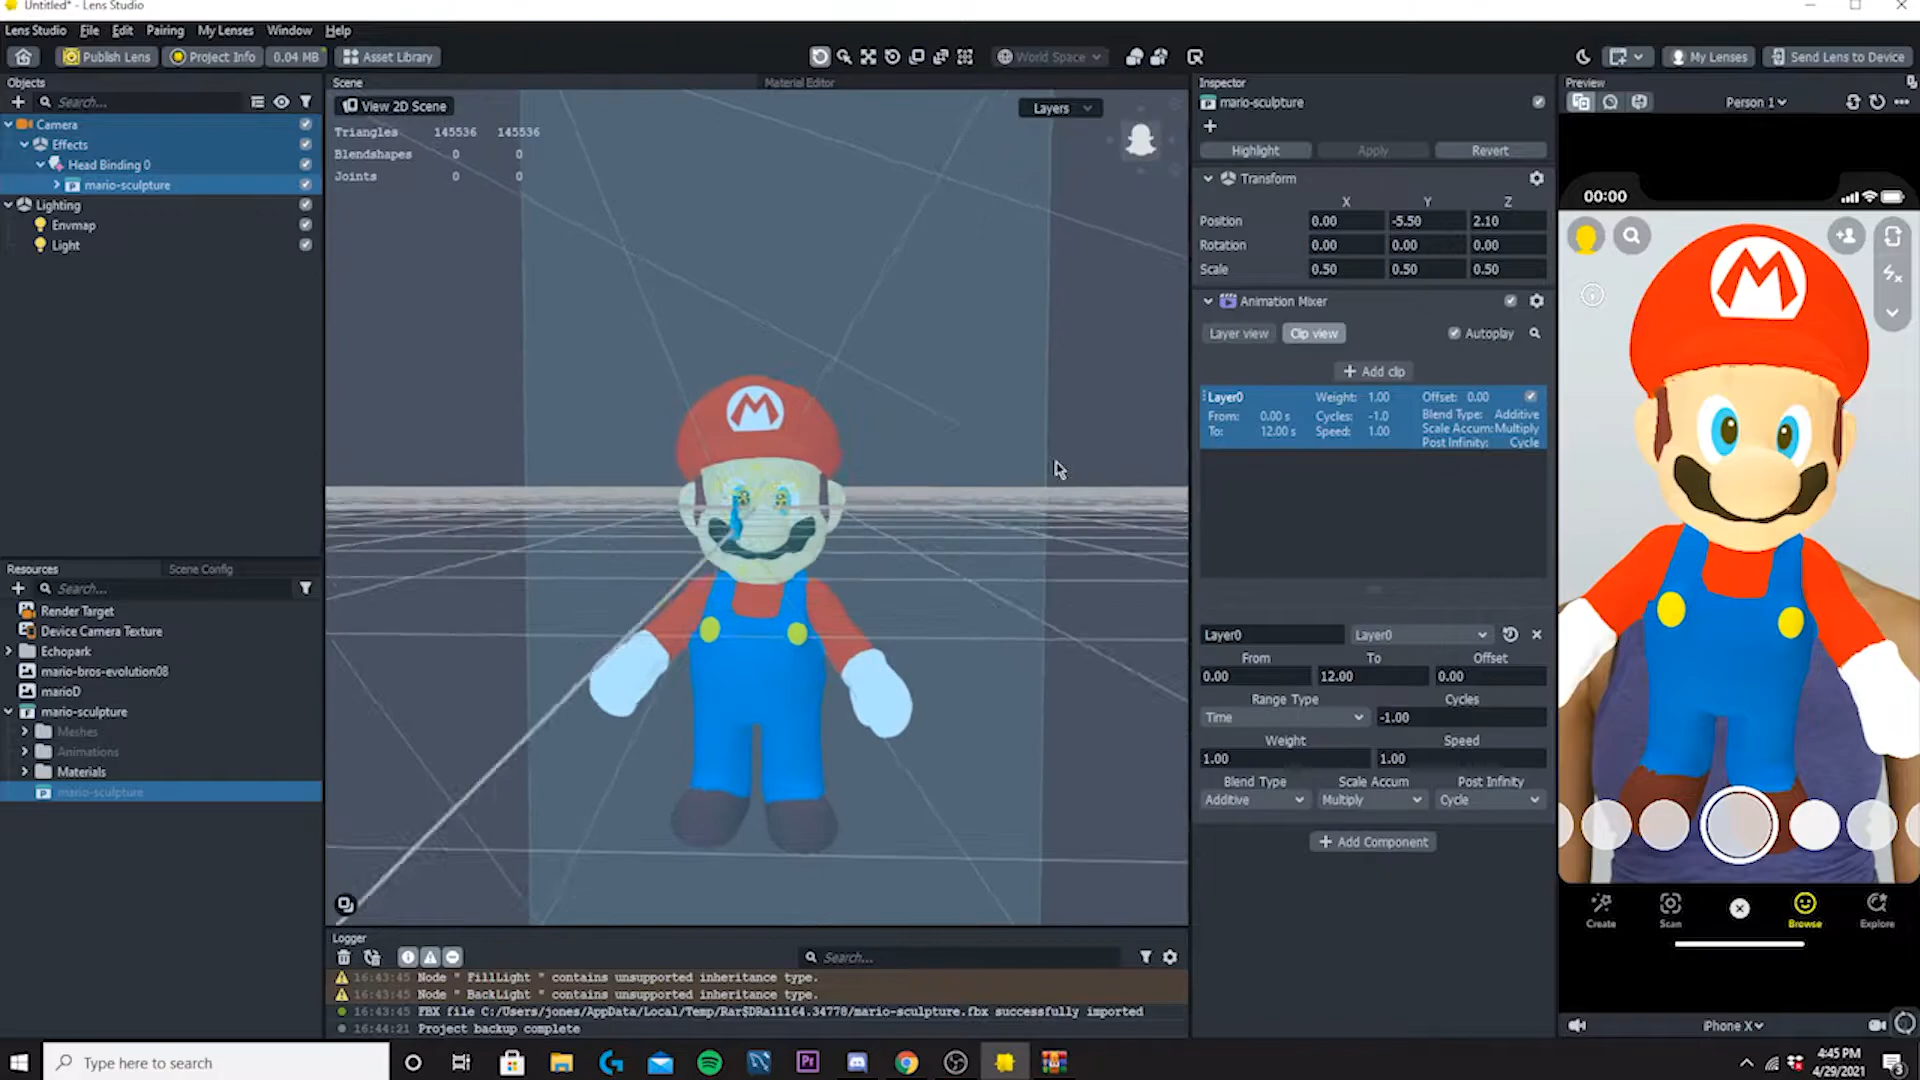 Untitled* - Lens Studio
Lens Studio File Edit Pairing My Lenses Window Help
Publish Lens Project Info 0.04 MB Asset Library World Space My Lenses Send Lens to Device
Objects
Search...
Camera
Effects
Head Binding 0
mario-sculpture
Lighting
Envmap
Light
Resources Scene Config
Search...
Render Target
Device Camera Texture
Echopark
mario-bros-evolution08
marioD
mario-sculpture
Meshes
Animations
Materials
mario-sculpture
Scene Material Editor
View 2D Scene Layers
Triangles 145536 145536
Blendshapes 0 0
Joints 0 0
M
Logger
Search...
16:43:45 Node " FillLight " contains unsupported inheritance type.
16:43:45 Node " BackLight " contains unsupported inheritance type.
16:43:45 FBX file C:/Users/jones/AppData/Local/Temp/Rar$DRa11164.34778/mario-sculpture.fbx successfully imported
16:44:21 Project backup complete
Inspector
mario-sculpture
Highlight Apply Revert
Transform
X Y Z
Position 0.00 -5.50 2.10
Rotation 0.00 0.00 0.00
Scale 0.50 0.50 0.50
Animation Mixer
Layer view Clip view Autoplay
Add clip
Layer0 Weight: 1.00 Offset: 0.00
From: 0.00 s Cycles: -1.0 Blend Type: Additive
To: 12.00 s Speed: 1.00 Scale Accum: Multiply
Post Infinity: Cycle
Layer0 Layer0
From To Offset
0.00 12.00 0.00
Range Type Cycles
Time -1.00
Weight Speed
1.00 1.00
Blend Type Scale Accum Post Infinity
Additive Multiply Cycle
Add Component
Preview
Person 1
00:00
M
Create Scan Browse Explore
iPhone X
Type here to search
Pr
4:45 PM
4/29/2021
3